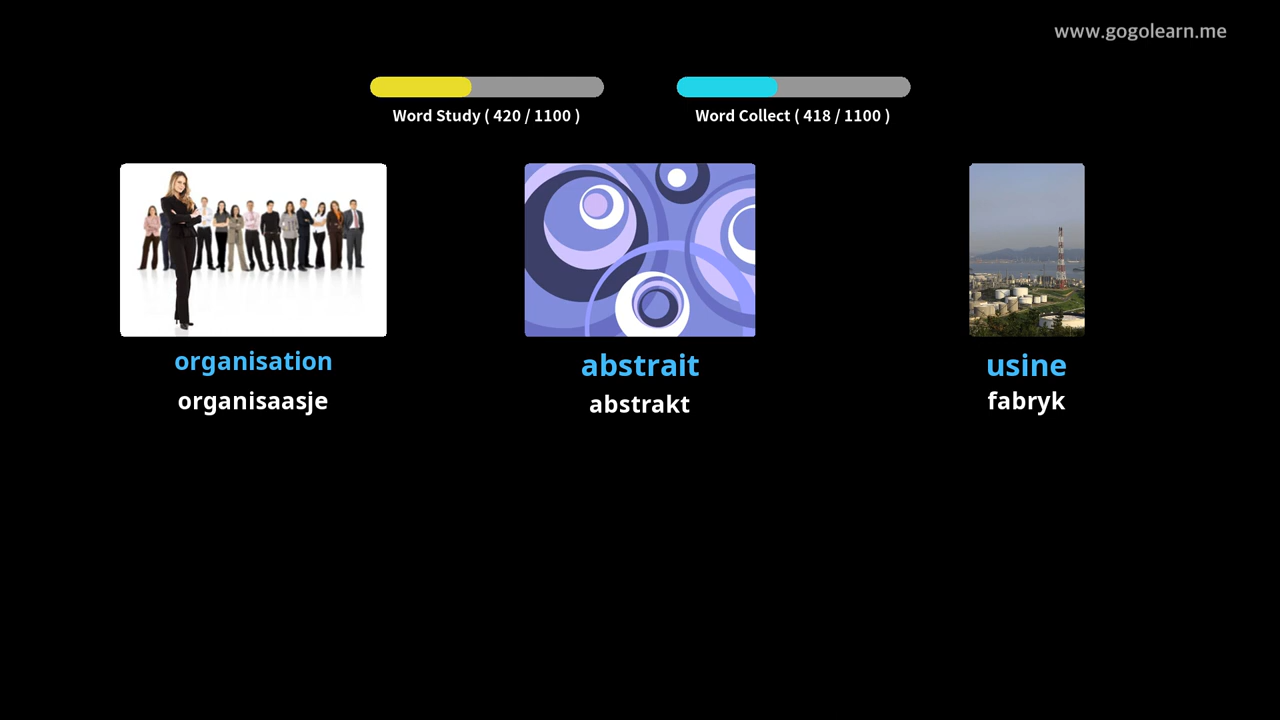 www.gogolearn.me
Word Study ( 420 / 1100 )
Word Collect ( 418 / 1100 )
organisation
organisaasje
abstrait
abstrakt
usine
fabryk